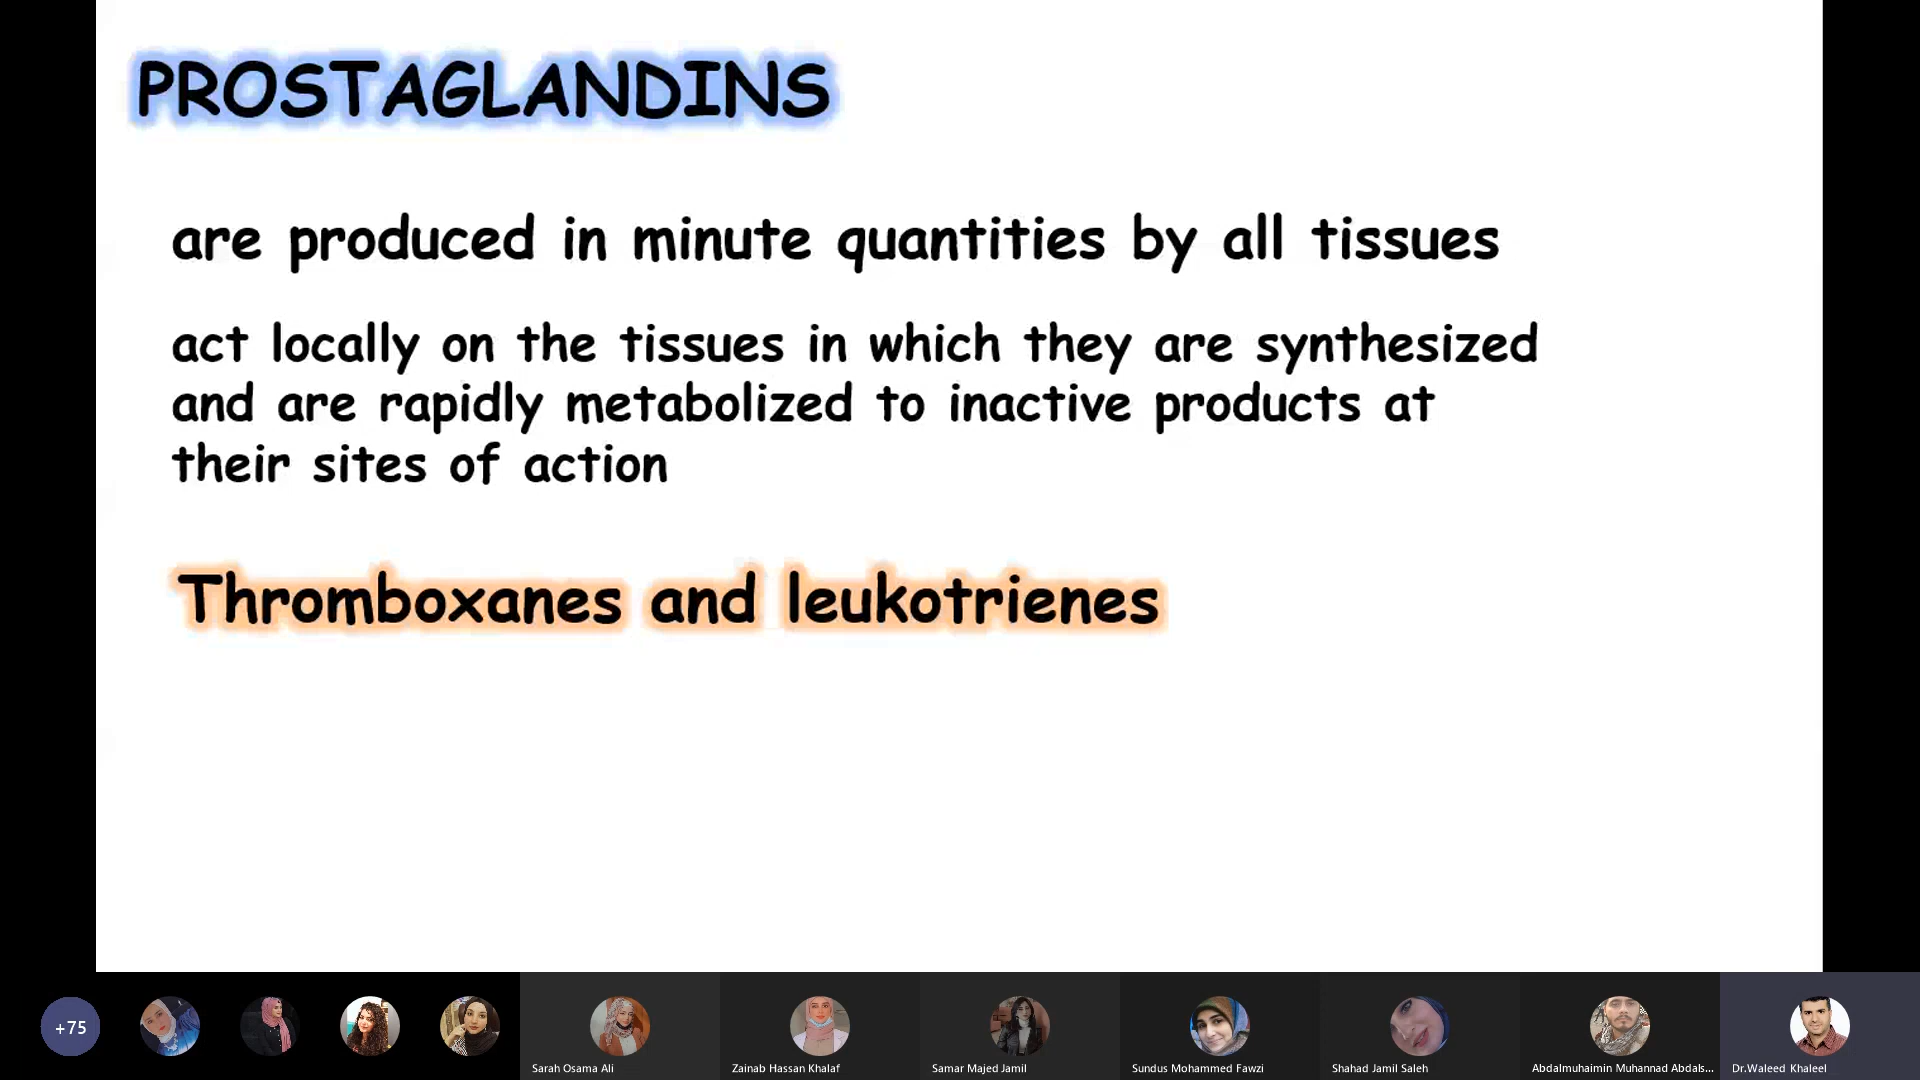 PROSTAGLANDINS
are produced in minute quantities by all tissues
act locally on the tissues in which they are synthesized
and are rapidly metabolized to inactive products at
their sites of action
Thromboxanes and leukotrienes
+75
Sarah Osama Ali
Zainab Hassan Khalaf
Samar Majed Jamil
Sundus Mohammed Fawzi
Shahad Jamil Saleh
Abdalmuhaimin Muhannad Abdals...
Dr.Waleed Khaleel